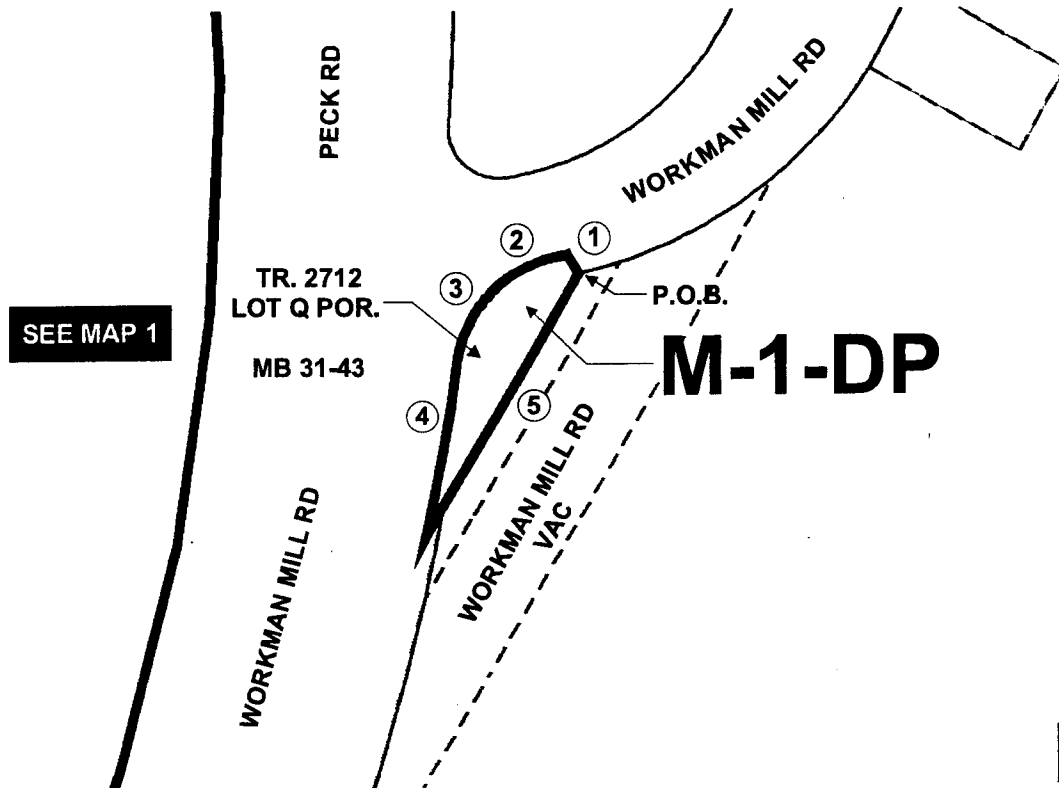 PECK RD
WORKMAN MILL RD
1
2
3
TR. 2712
LOT Q POR.
P.O.B.
SEE MAP 1
MB 31-43
M-1-DP
4
5
WORKMAN MILL RD
VAC
WORKMAN MILL RD